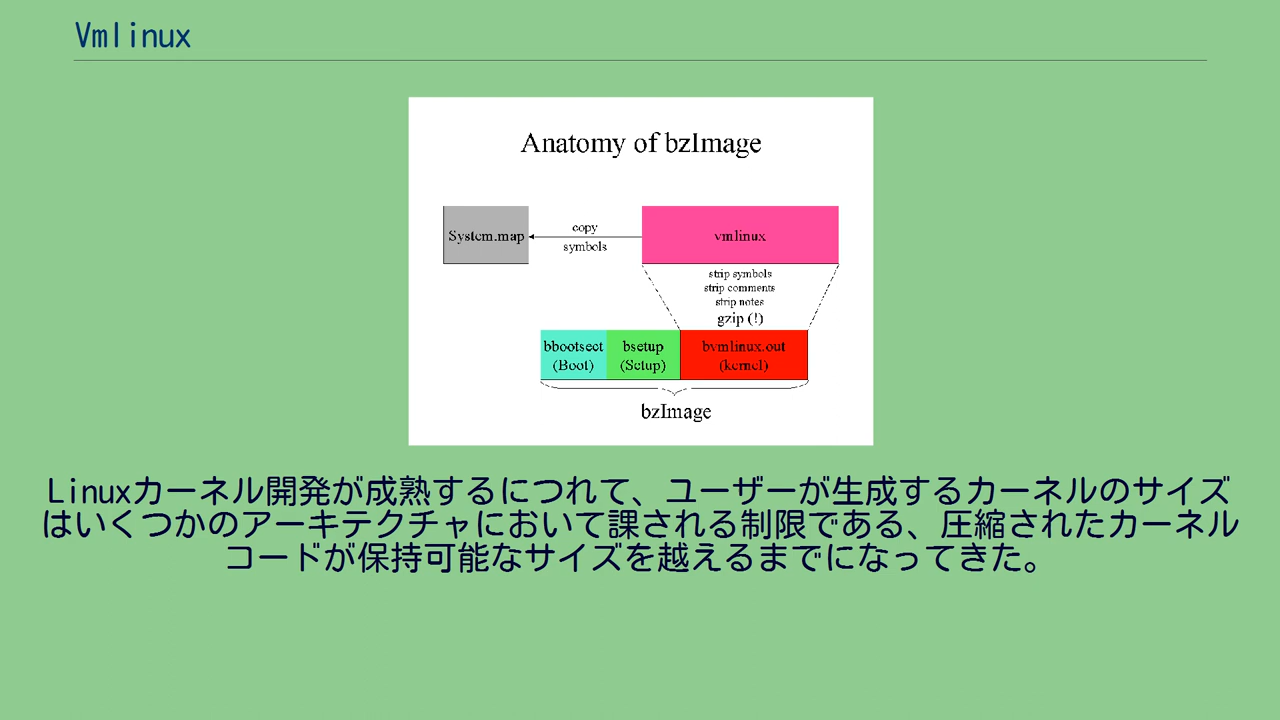 Vmlinux
Anatomy of bzImage
System.map
copy
symbols
vmlinux
strip symbols
strip comments
strip notes
gzip (!)
bbootsect
(Boot)
bsetup
(Setup)
bvmlinux.out
(kernel)
bzImage
Linuxカーネル開発が成熟するにつれて、ユーザーが生成するカーネルのサイズ
はいくつかのアーキテクチャにおいて課される制限である、圧縮されたカーネル
コードが保持可能なサイズを越えるまでになってきた。